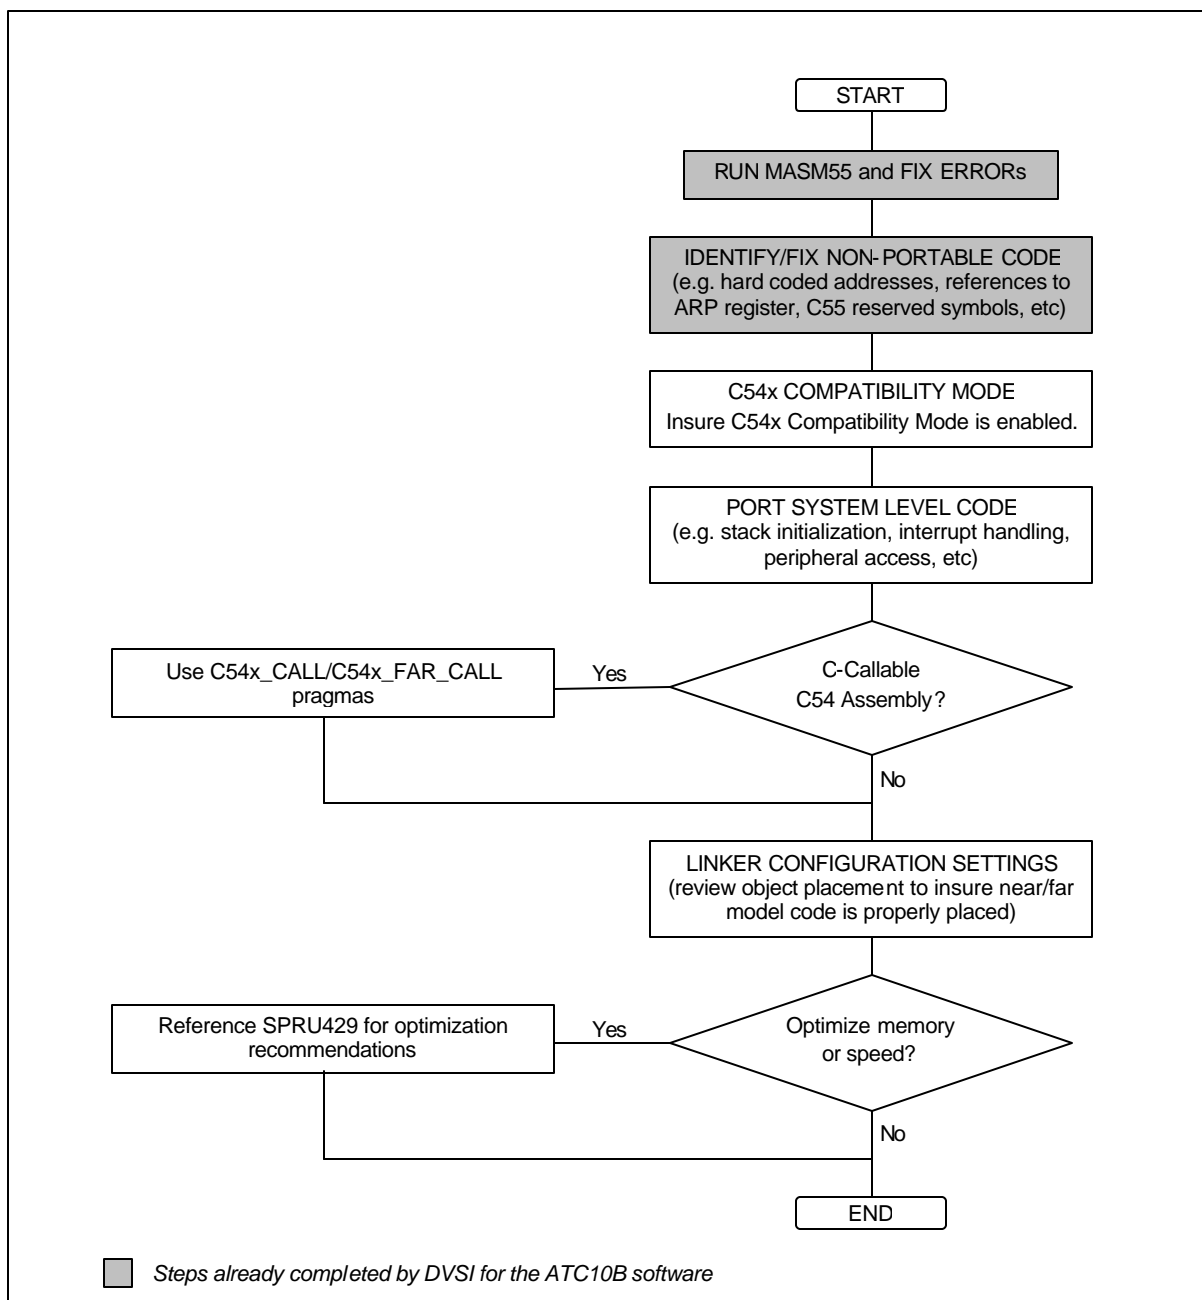 START
RUN MASM55 and FIX ERRORs
IDENTIFY/FIX NON-PORTABLE CODE
(e.g. hard coded addresses, references to
ARP register, C55 reserved symbols, etc)
C54x COMPATIBILITY MODE
Insure C54x Compatibility Mode is enabled.
PORT SYSTEM LEVEL CODE
(e.g. stack initialization, interrupt handling,
peripheral access, etc)
C-Callable
C54 Assembly?
Yes
Use C54x_CALL/C54x_FAR_CALL
pragmas
No
LINKER CONFIGURATION SETTINGS
(review object placement to insure near/far
model code is properly placed)
Optimize memory
or speed?
Yes
Reference SPRU429 for optimization
recommendations
No
END
Steps already completed by DVSI for the ATC10B software